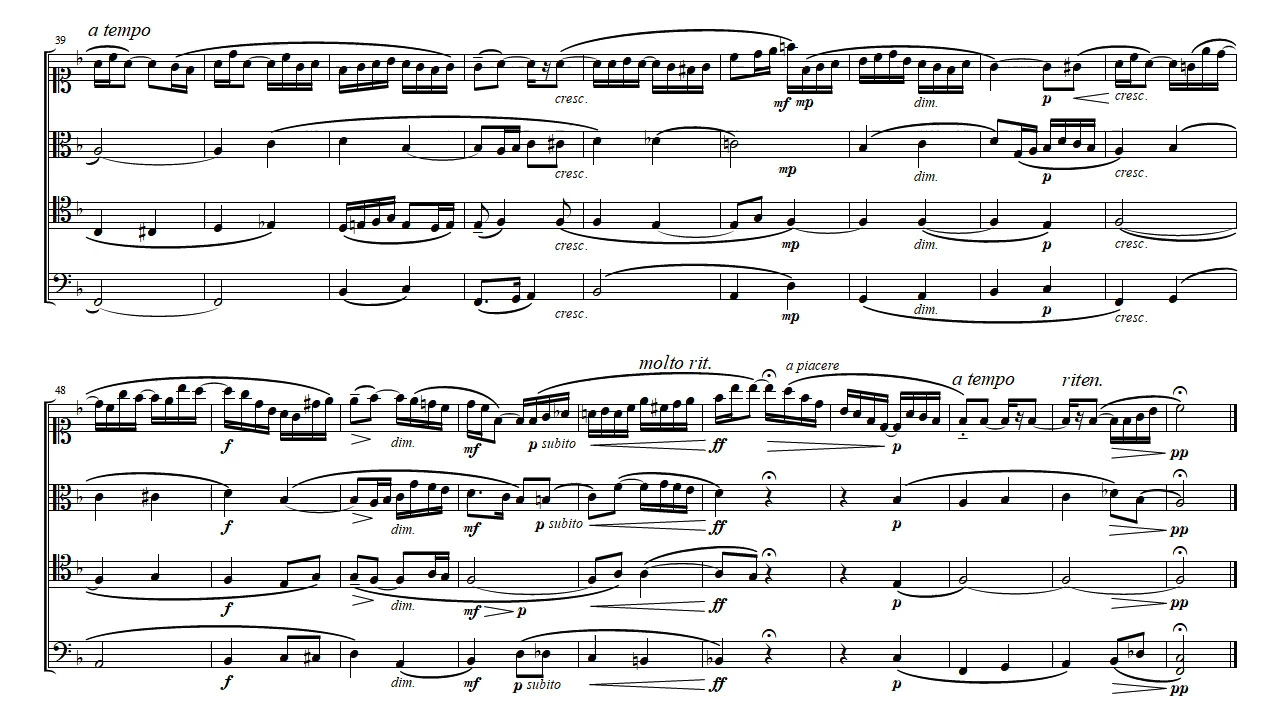 a tempo
39
cresc. mf mp dim. p cresc.
cresc. mp dim. p cresc.
cresc. mp dim. p cresc.
cresc. mp dim. p cresc.
molto rit. a piacere a tempo riten.
48
f dim. mf p subito ff p pp
f dim. mf p subito ff p pp
f dim. mf p ff p pp
f dim. mf p subito ff p pp